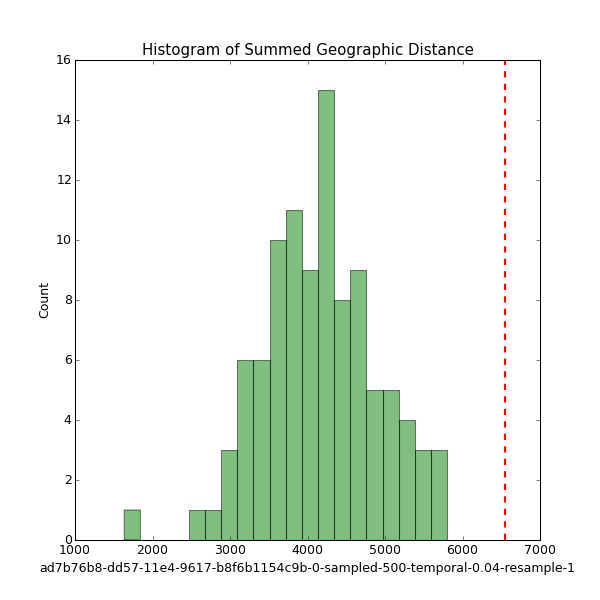 Histogram of Summed Geographic Distance
16
14
12
10
8
6
4
2
0
Count
1000 2000 3000 4000 5000 6000 7000
ad7b76b8-dd57-11e4-9617-b8f6b1154c9b-0-sampled-500-temporal-0.04-resample-1